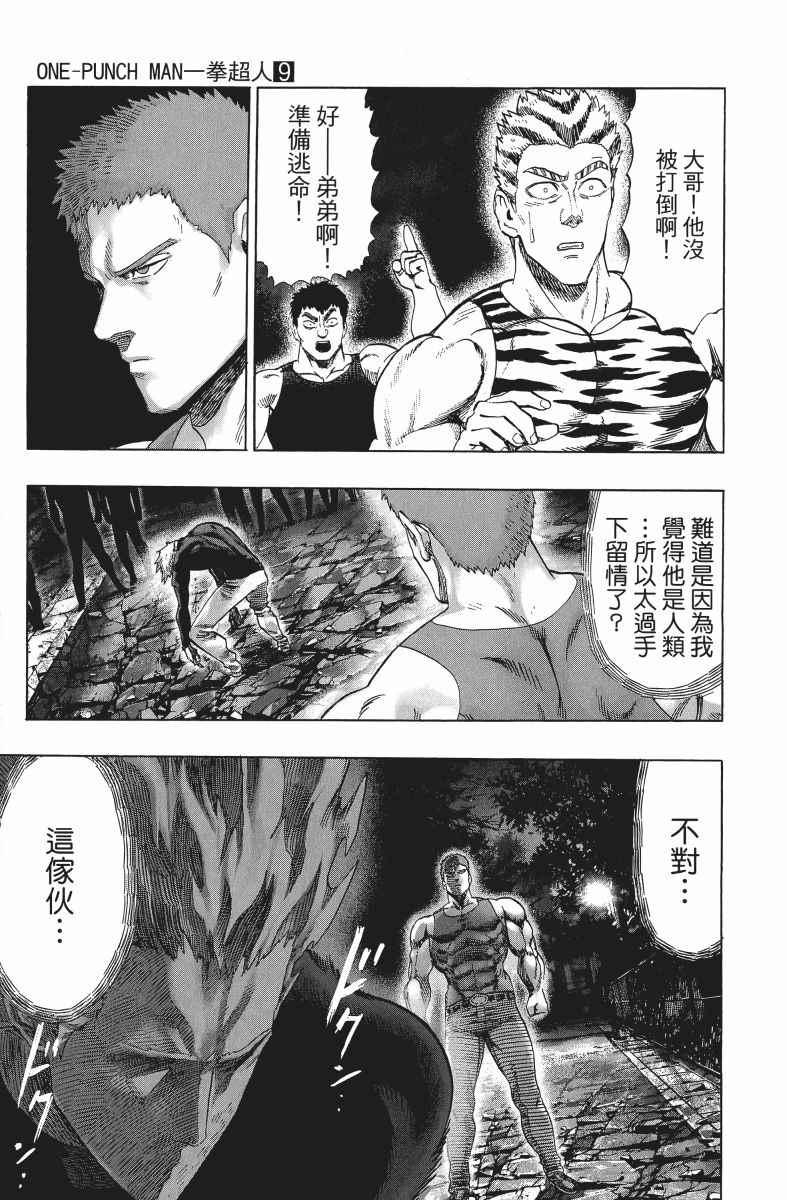 ONE-PUNCH MAN一拳超人9
大哥！他沒
被打倒啊！
好──弟弟啊！
準備逃命！
難道是因為我
覺得他是人類
…所以太過手
下留情了？
不對…
這傢伙…
ドクン
ドクン